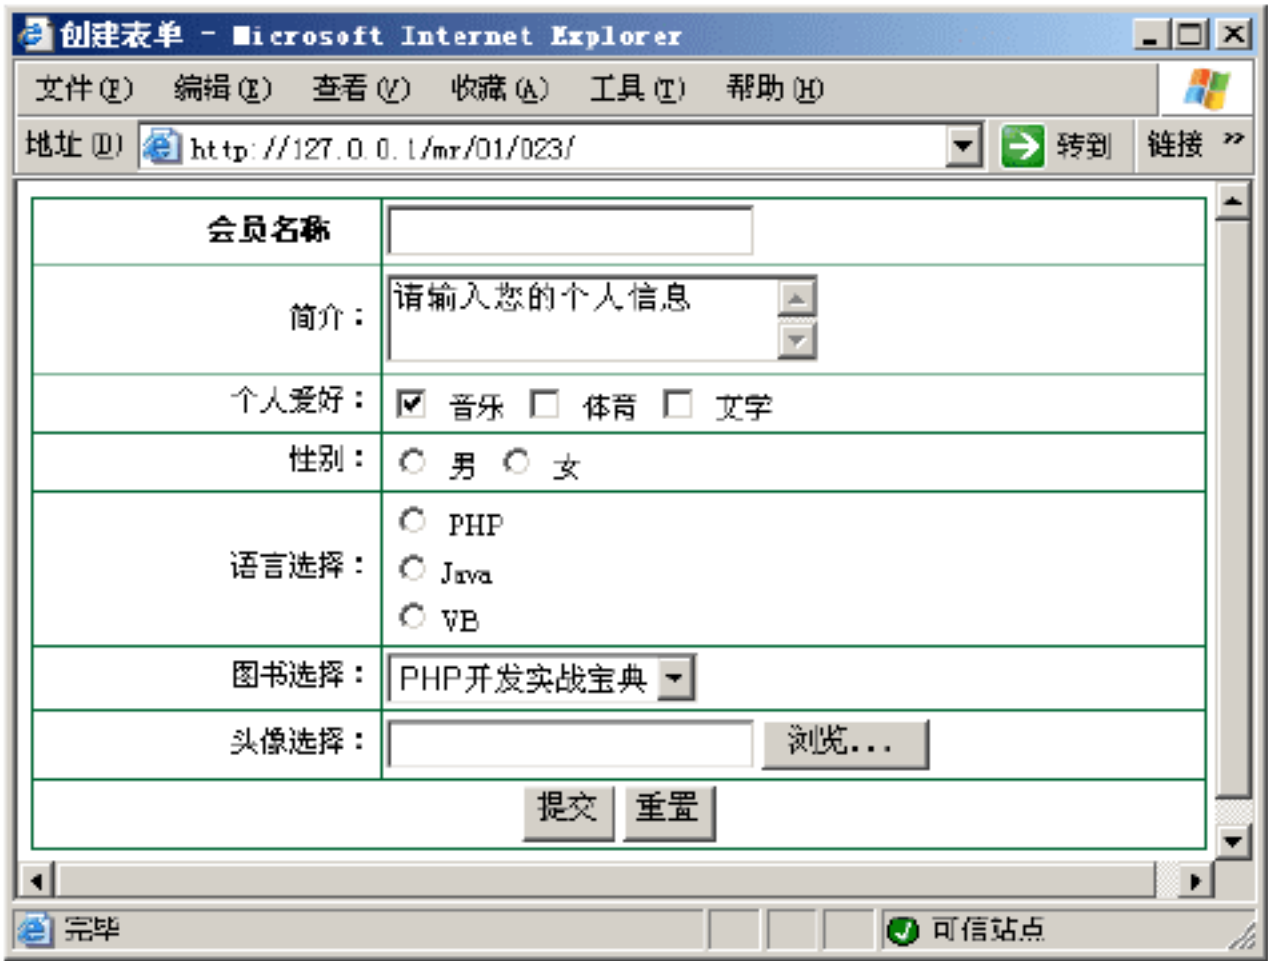 创建表单 - Microsoft Internet Explorer
文件(F) 编辑(E) 查看(V) 收藏(A) 工具(T) 帮助(H)
地址(D) http://127.0.0.1/mr/01/023/ 转到 链接 »
会员名称
简介： 请输入您的个人信息
个人爱好： 音乐 体育 文学
性别： 男 女
语言选择： PHP
Java
VB
图书选择： PHP开发实战宝典
头像选择： 浏览...
提交 重置
完毕 可信站点